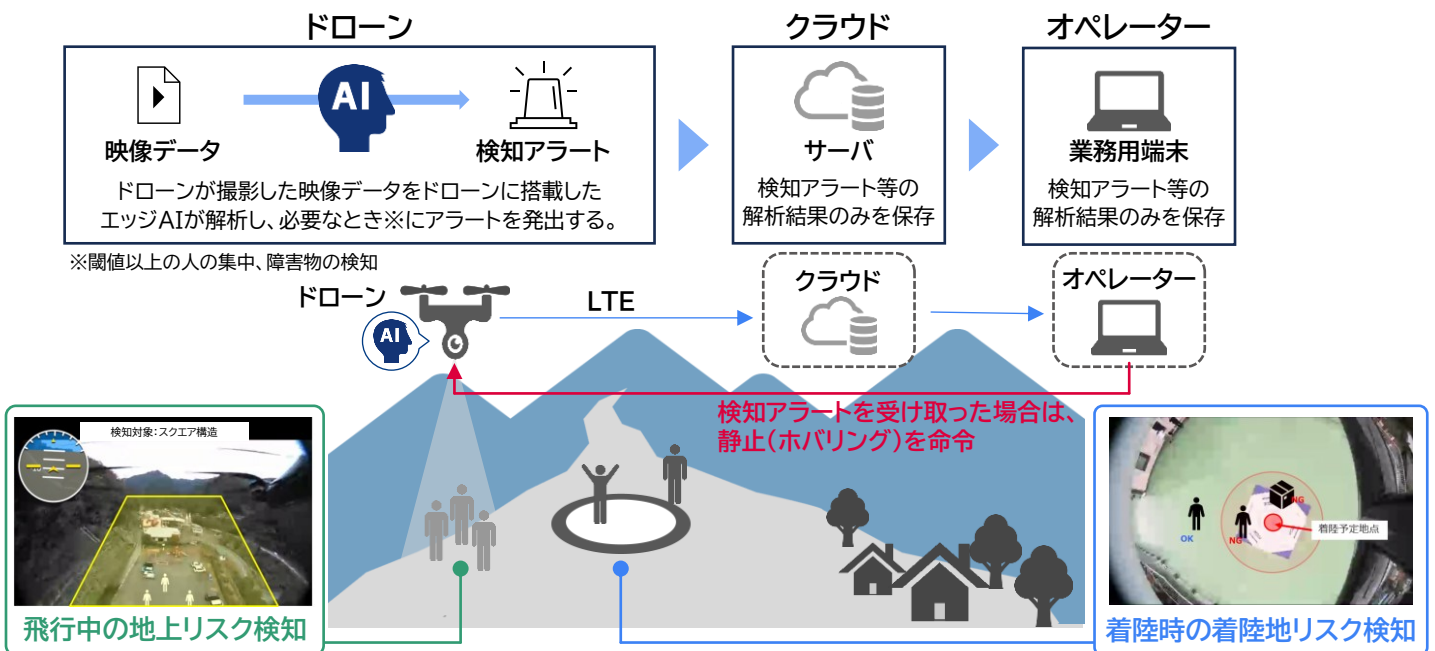 ドローン
クラウド
オペレーター
AI
映像データ
検知アラート
ドローンが撮影した映像データをドローンに搭載した
エッジAIが解析し、必要なとき※にアラートを発出する。
サーバ
検知アラート等の
解析結果のみを保存
業務用端末
検知アラート等の
解析結果のみを保存
※閾値以上の人の集中、障害物の検知
ドローン
AI
LTE
クラウド
オペレーター
検知アラートを受け取った場合は、
静止(ホバリング)を命令
検知対象:スクエア構造
飛行中の地上リスク検知
OK
NG
NG
着陸予定地点
着陸時の着陸地リスク検知